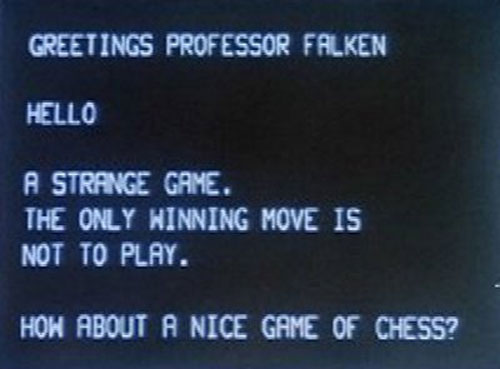 GREETINGS PROFESSOR FALKEN
HELLO
A STRANGE GAME.
THE ONLY WINNING MOVE IS
NOT TO PLAY.
HOW ABOUT A NICE GAME OF CHESS?